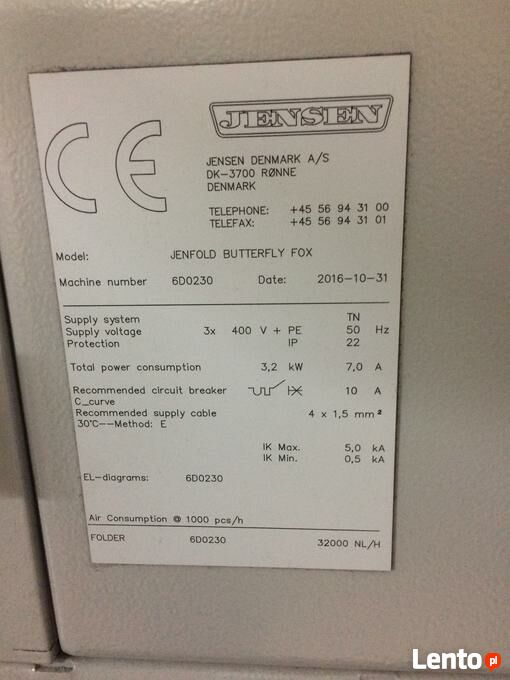 CE
JENSEN
JENSEN DENMARK A/S
DK-3700 RØNNE
DENMARK
TELEPHONE: +45 56 94 31 00
TELEFAX: +45 56 94 31 01
Model: JENFOLD BUTTERFLY FOX
Machine number 6D0230 Date: 2016-10-31
Supply system TN
Supply voltage 3x 400 V + PE 50 Hz
Protection IP 22
Total power consumption 3,2 kW 7,0 A
Recommended circuit breaker 10 A
C_curve
Recommended supply cable 4 x 1,5 mm²
30°C--Method: E
IK Max. 5,0 kA
IK Min. 0,5 kA
EL-diagrams: 6D0230
Air Consumption @ 1000 pcs/h
FOLDER 6D0230 32000 NL/H
Lento pl